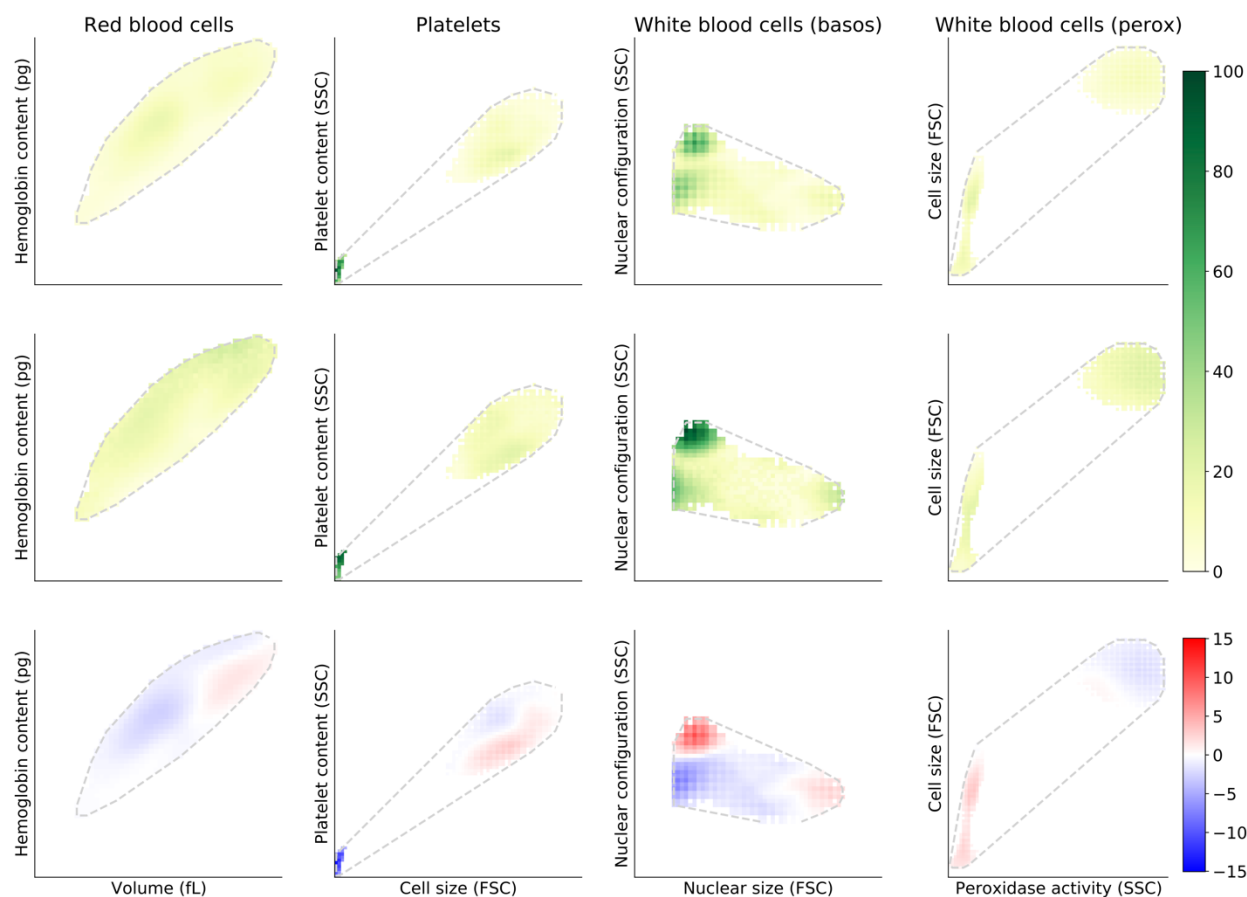 Red blood cells
Platelets
White blood cells (basos)
White blood cells (perox)
Hemoglobin content (pg)
Platelet content (SSC)
Nuclear configuration (SSC)
Cell size (FSC)
100
80
60
40
20
0
Hemoglobin content (pg)
Platelet content (SSC)
Nuclear configuration (SSC)
Cell size (FSC)
Hemoglobin content (pg)
Platelet content (SSC)
Nuclear configuration (SSC)
Cell size (FSC)
15
10
5
0
−5
−10
−15
Volume (fL)
Cell size (FSC)
Nuclear size (FSC)
Peroxidase activity (SSC)